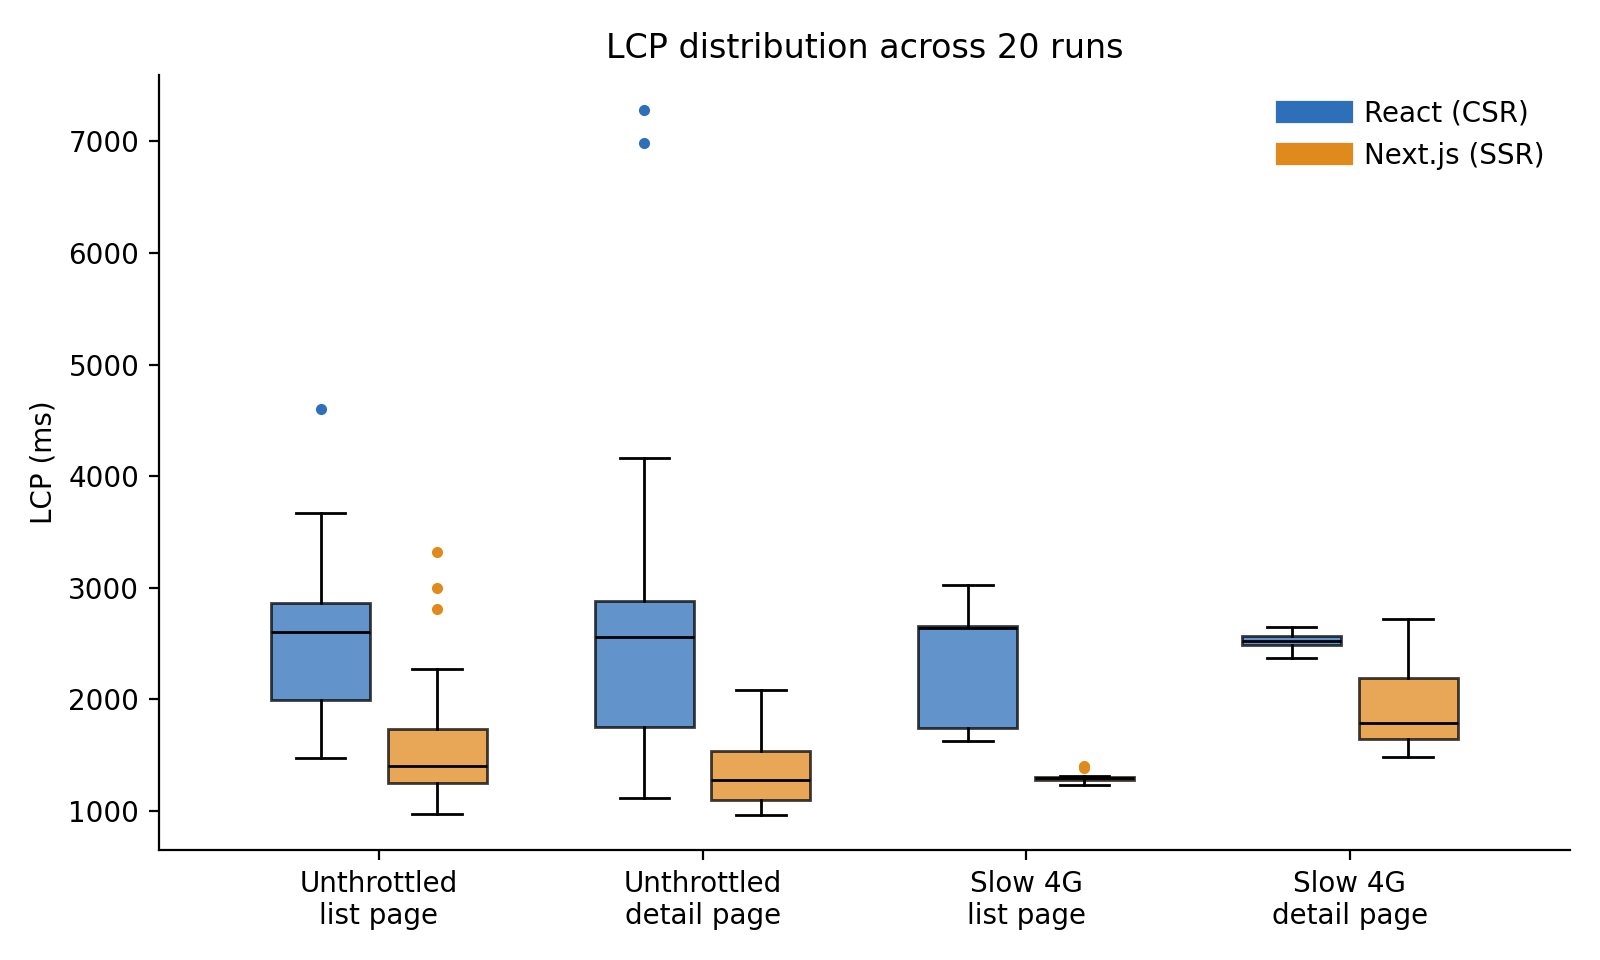 LCP distribution across 20 runs
React (CSR)
Next.js (SSR)
LCP (ms)
7000
6000
5000
4000
3000
2000
1000
Unthrottled
list page
Unthrottled
detail page
Slow 4G
list page
Slow 4G
detail page